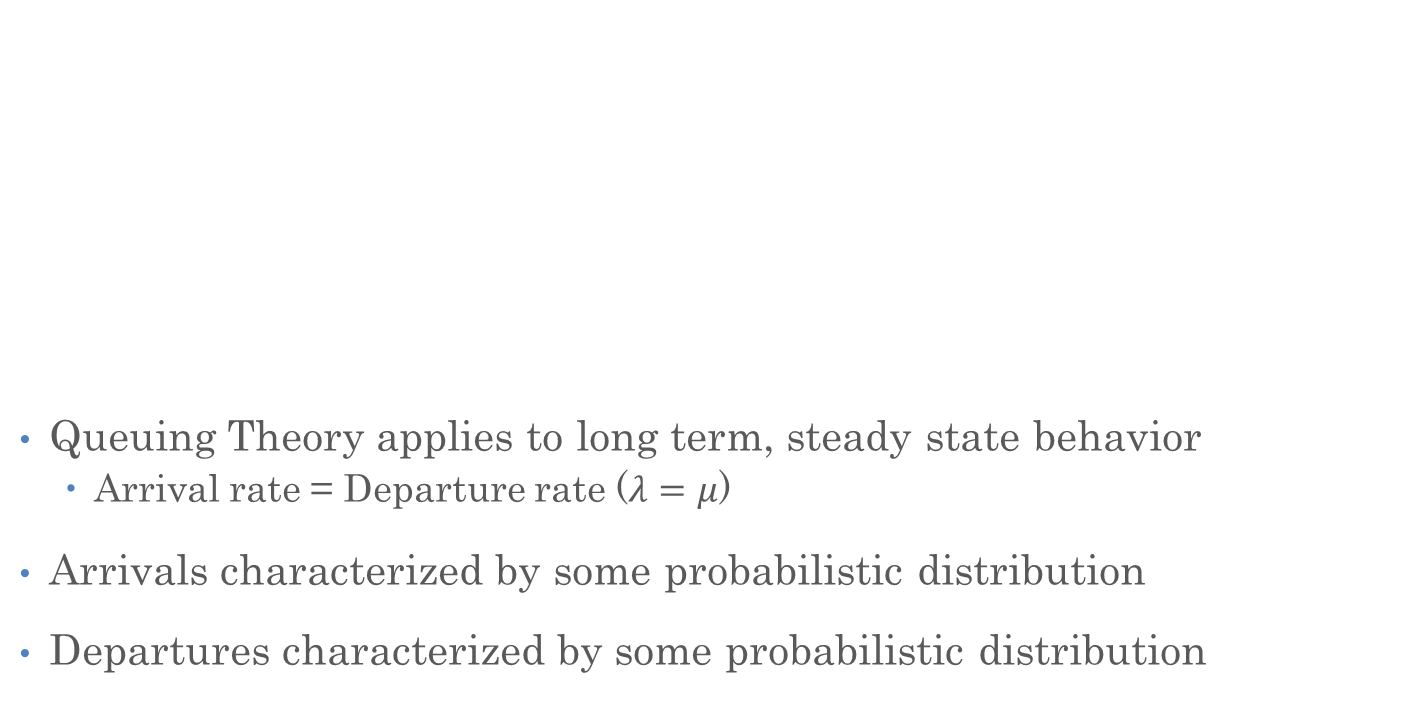 • Queuing Theory applies to long term, steady state behavior
• Arrival rate = Departure rate (λ = μ)
• Arrivals characterized by some probabilistic distribution
• Departures characterized by some probabilistic distribution